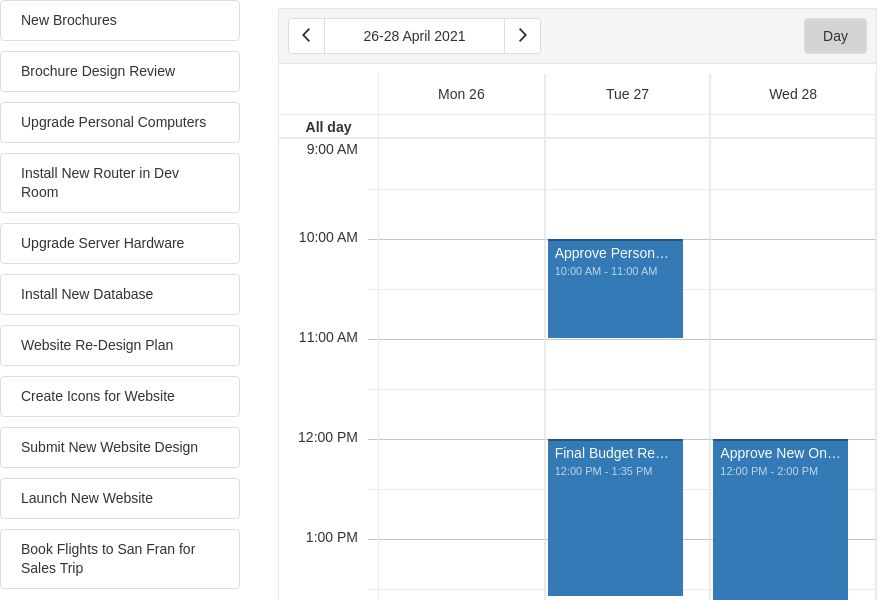 New Brochures
Brochure Design Review
Upgrade Personal Computers
Install New Router in Dev
Room
Upgrade Server Hardware
Install New Database
Website Re-Design Plan
Create Icons for Website
Submit New Website Design
Launch New Website
Book Flights to San Fran for
Sales Trip
26-28 April 2021
Day
Mon 26
Tue 27
Wed 28
All day
9:00 AM
10:00 AM
Approve Person…
10:00 AM - 11:00 AM
11:00 AM
12:00 PM
Final Budget Re…
12:00 PM - 1:35 PM
Approve New On…
12:00 PM - 2:00 PM
1:00 PM